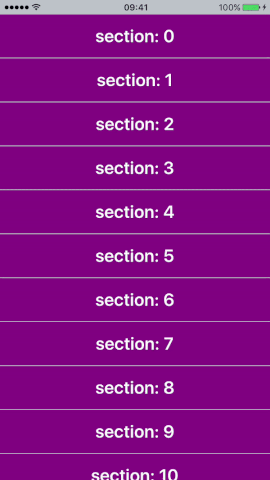 09:41 100%
section: 0
section: 1
section: 2
section: 3
section: 4
section: 5
section: 6
section: 7
section: 8
section: 9
section: 10